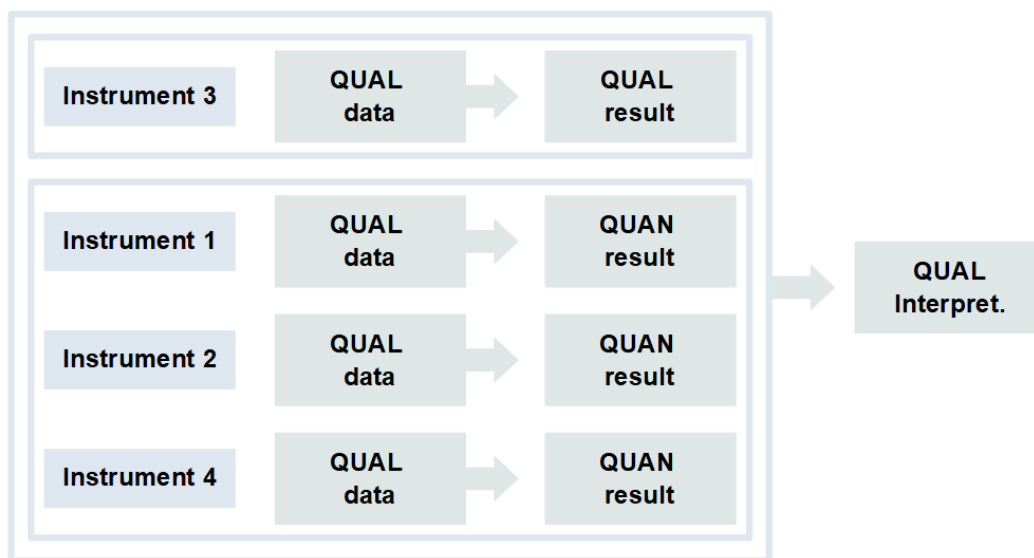 Instrument 3
QUAL
data
QUAL
result
Instrument 1
QUAL
data
QUAN
result
Instrument 2
QUAL
data
QUAN
result
Instrument 4
QUAL
data
QUAN
result
QUAL
Interpret.